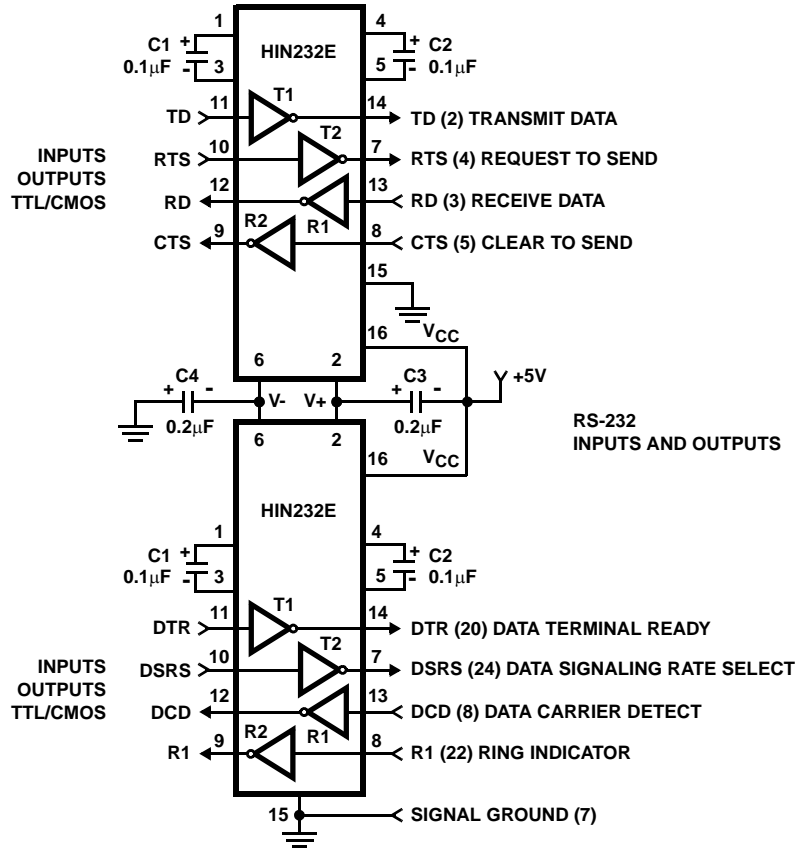 1
4
C1
+
HIN232E
+
C2
0.1μF
-
3
5
-
0.1μF
T1
TD
11
14
TD (2) TRANSMIT DATA
T2
INPUTS
OUTPUTS
TTL/CMOS
RTS
10
7
RTS (4) REQUEST TO SEND
RD
12
13
RD (3) RECEIVE DATA
R2
R1
CTS
9
8
CTS (5) CLEAR TO SEND
15
16
VCC
6
2
C4
+
-
V-
V+
+
C3
-
+5V
0.2μF
0.2μF
RS-232
INPUTS AND OUTPUTS
6
2
16
VCC
HIN232E
1
4
C1
+
+
C2
0.1μF
-
3
5
-
0.1μF
T1
DTR
11
14
DTR (20) DATA TERMINAL READY
T2
INPUTS
OUTPUTS
TTL/CMOS
DSRS
10
7
DSRS (24) DATA SIGNALING RATE SELECT
DCD
12
13
DCD (8) DATA CARRIER DETECT
R2
R1
R1
9
8
R1 (22) RING INDICATOR
15
SIGNAL GROUND (7)